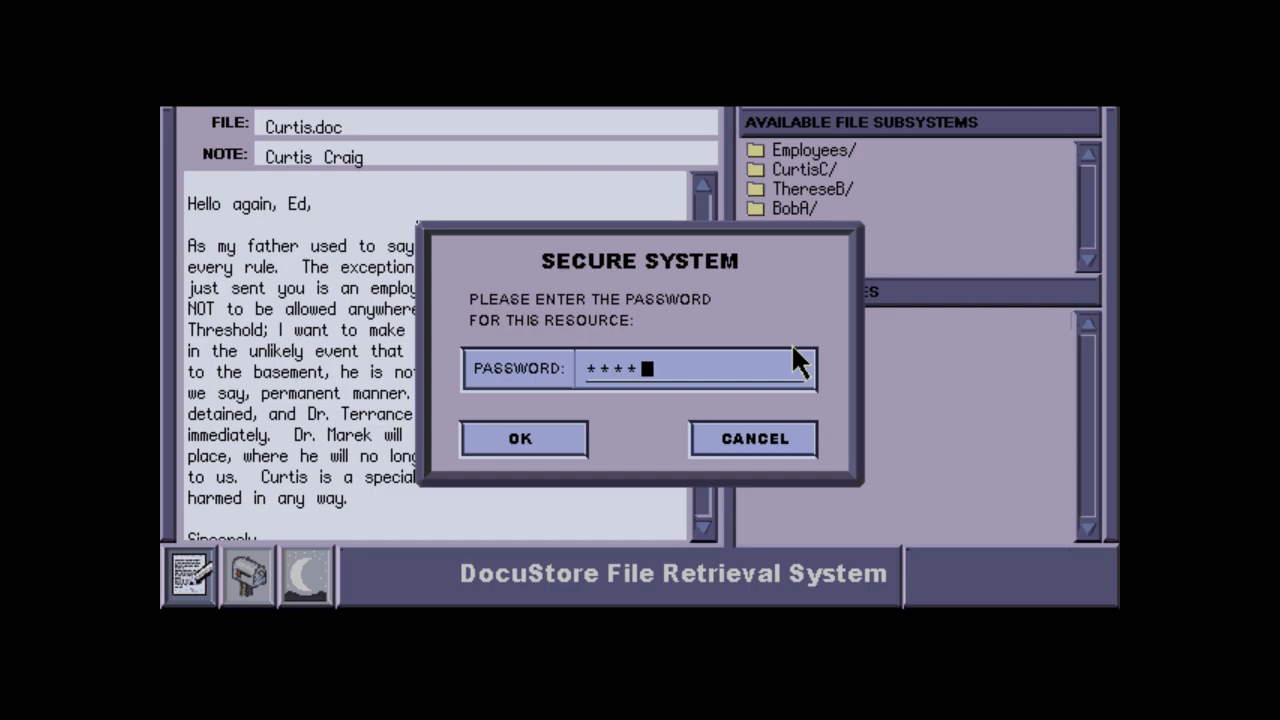 FILE: Curtis.doc
NOTE: Curtis Craig
Hello again, Ed,
As my father used to say
every rule. The exception
just sent you is an employ
NOT to be allowed anywhere
Threshold; I want to make
in the unlikely event that
to the basement, he is no
we say, permanent manner.
detained, and Dr. Terrance
immediately. Dr. Marek will
place, where he will no long
to us. Curtis is a special
harmed in any way.
Sincerely
AVAILABLE FILE SUBSYSTEMS
Employees/
CurtisC/
ThereseB/
BobA/
ES
SECURE SYSTEM
PLEASE ENTER THE PASSWORD
FOR THIS RESOURCE:
PASSWORD: ****
OK
CANCEL
DocuStore File Retrieval System